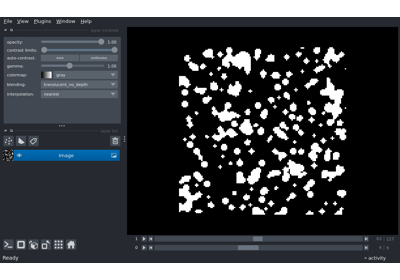 File View Plugins Window Help
opacity: 1.00
contrast limits:
auto-contrast: once continuous
gamma: 1.00
colormap: gray
blending: translucent_no_depth
interpolation: nearest
image
1
0
Ready activity